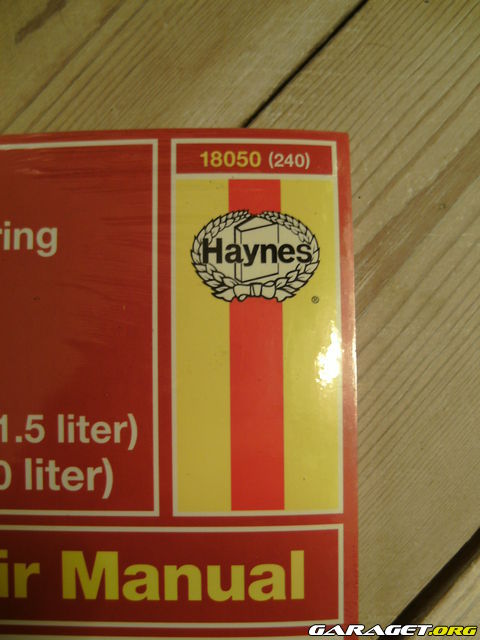 18050 (240)
ring
Haynes
®
1.5 liter)
0 liter)
ir Manual
GARAGET.ORG